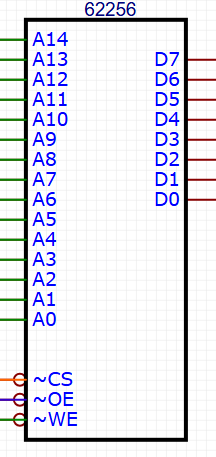 62256
A14
A13 D7
A12 D6
A11 D5
A10 D4
A9 D3
A8 D2
A7 D1
A6 D0
A5
A4
A3
A2
A1
A0
~CS
~OE
~WE